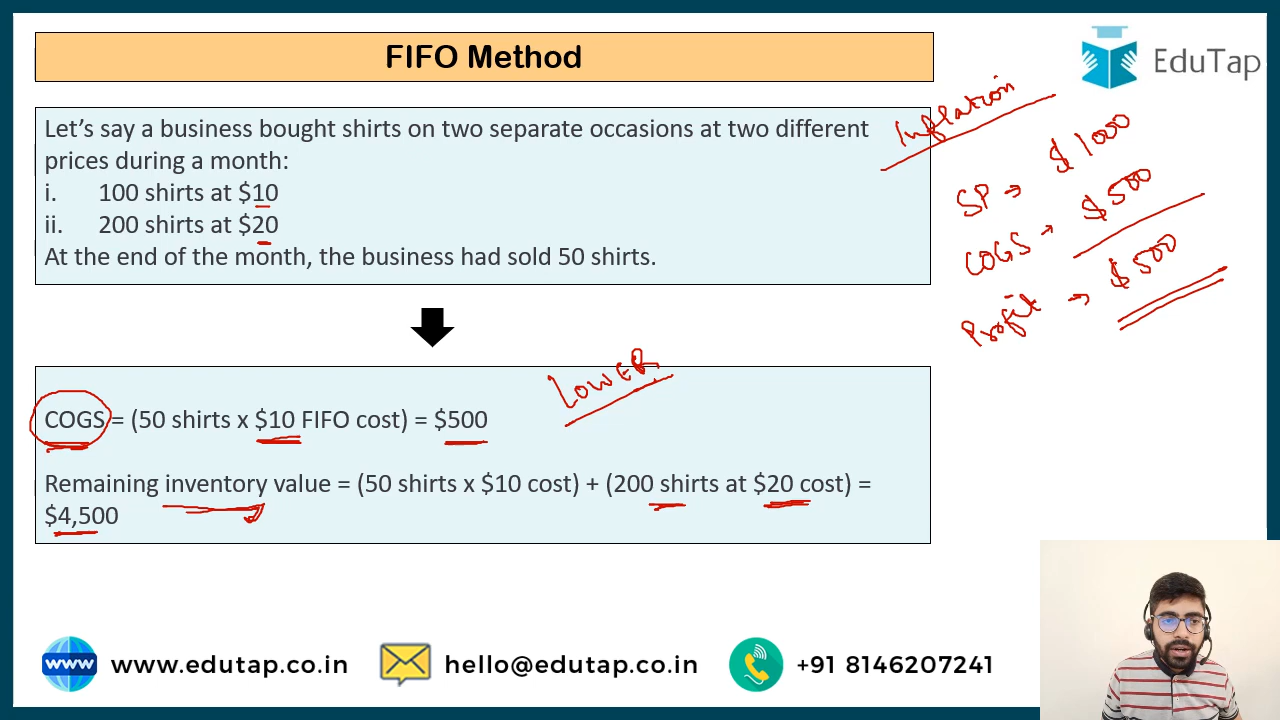 FIFO Method
EduTap
Let’s say a business bought shirts on two separate occasions at two different
prices during a month:
i. 100 shirts at $10
ii. 200 shirts at $20
At the end of the month, the business had sold 50 shirts.
Inflation
SP → $1000
COGS → $500
Profit → $500
LOWER
COGS = (50 shirts x $10 FIFO cost) = $500
Remaining inventory value = (50 shirts x $10 cost) + (200 shirts at $20 cost) =
$4,500
www
www.edutap.co.in
hello@edutap.co.in
+91 8146207241